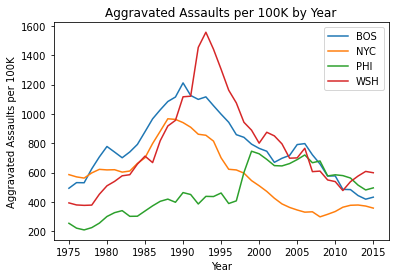 Aggravated Assaults per 100K by Year
1600
1400
1200
1000
800
600
400
200
Aggravated Assaults per 100K
BOS
NYC
PHI
WSH
1975 1980 1985 1990 1995 2000 2005 2010 2015
Year